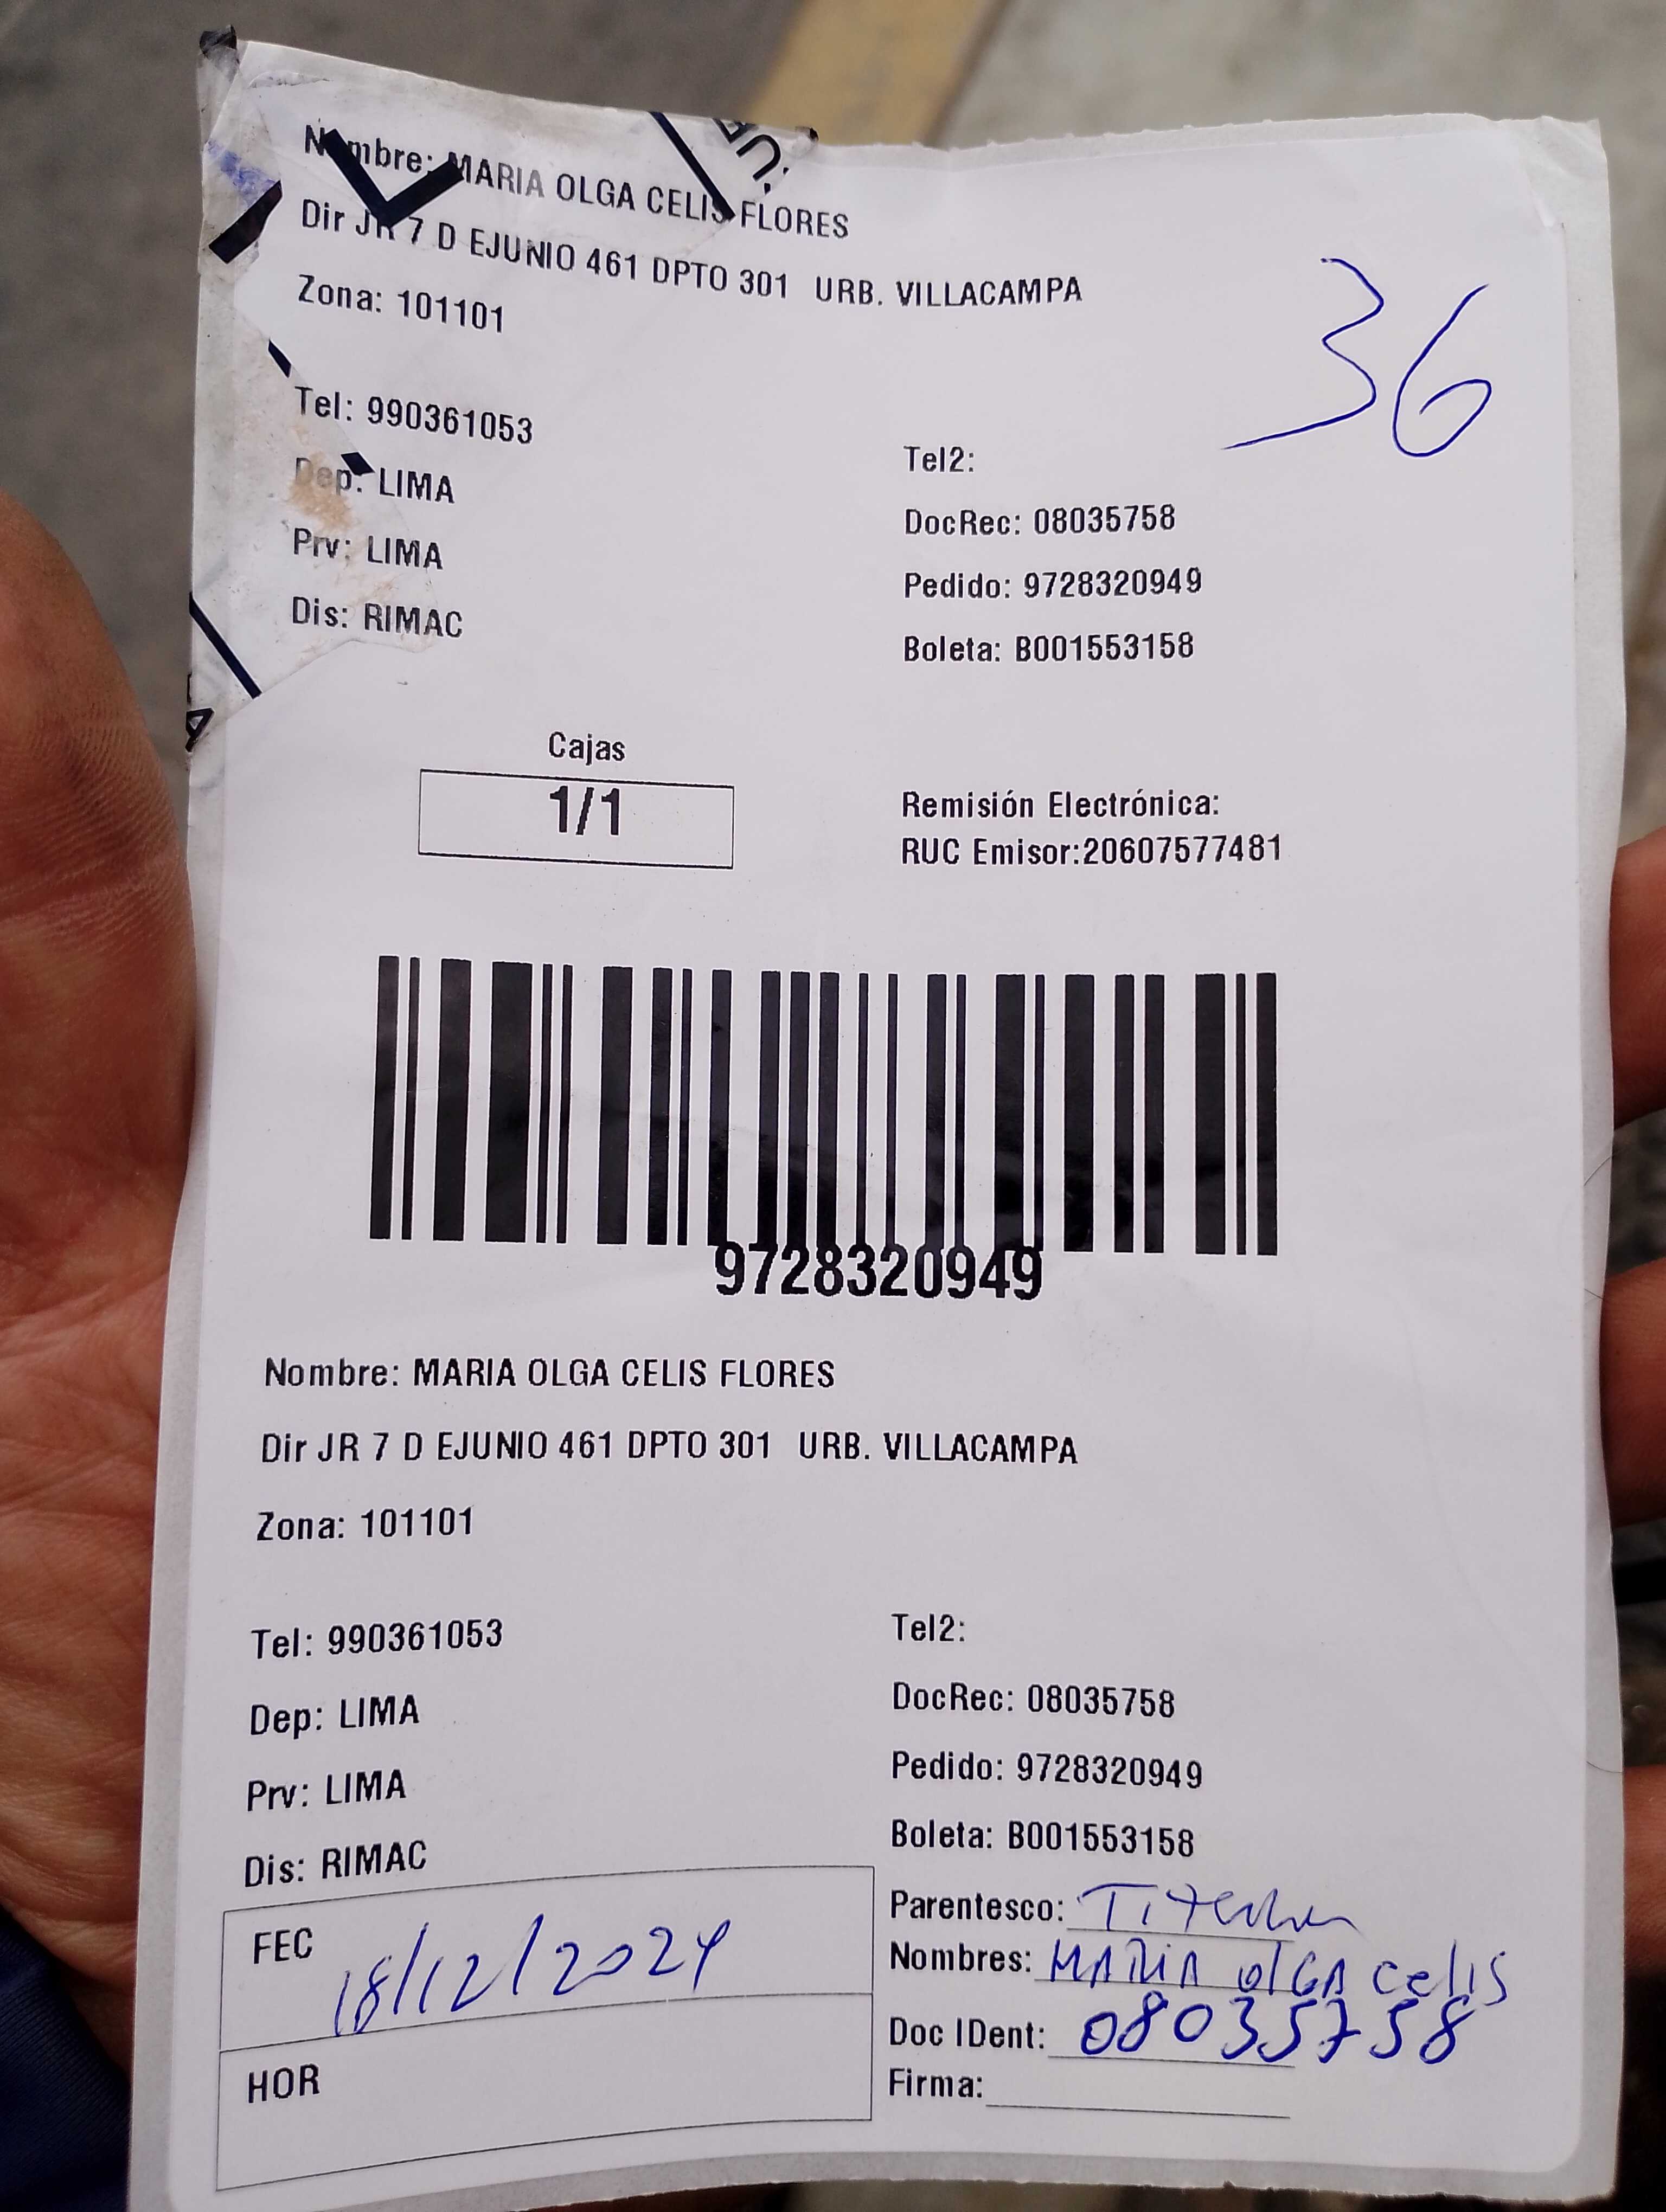 Nombre: MARIA OLGA CELIS FLORES
Dir JR 7 D EJUNIO 461 DPTO 301 URB. VILLACAMPA
Zona: 101101
36
Tel: 990361053
Dep: LIMA
Prv: LIMA
Dis: RIMAC
Tel2:
DocRec: 08035758
Pedido: 9728320949
Boleta: B001553158
Cajas
1/1
Remisión Electrónica:
RUC Emisor:20607577481
9728320949
Nombre: MARIA OLGA CELIS FLORES
Dir JR 7 D EJUNIO 461 DPTO 301 URB. VILLACAMPA
Zona: 101101
Tel: 990361053
Dep: LIMA
Prv: LIMA
Dis: RIMAC
Tel2:
DocRec: 08035758
Pedido: 9728320949
Boleta: B001553158
FEC 18/12/2024
HOR
Parentesco:
Nombres: MARIA OLGA Celis
Doc IDent: 08035758
Firma: